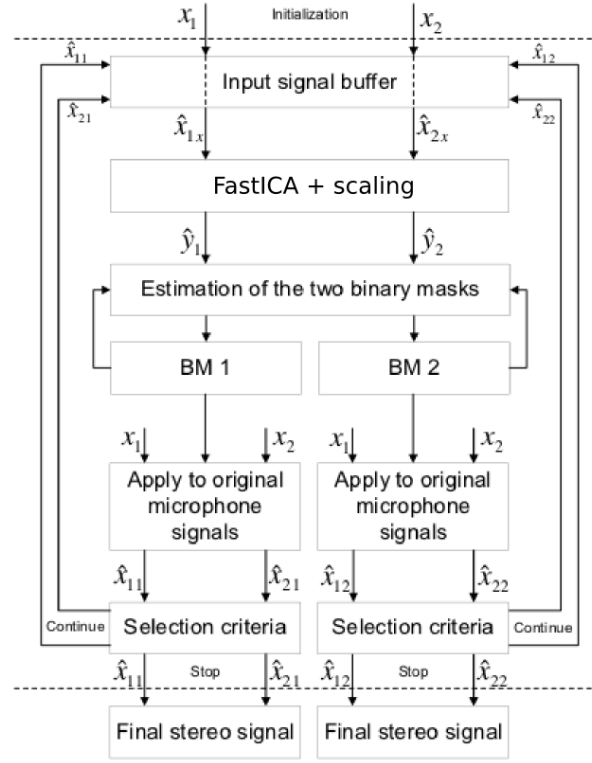 x₁ Initialization x₂
x̂₁₁ x̂₁₂
Input signal buffer
x̂₂₁ x̂₂₂
x̂₁ₓ x̂₂ₓ
FastICA + scaling
ŷ₁ ŷ₂
Estimation of the two binary masks
BM 1 BM 2
x₁ x₂ x₁ x₂
Apply to original Apply to original
microphone microphone
signals signals
x̂₁₁ x̂₂₁ x̂₁₂ x̂₂₂
Continue Selection criteria Selection criteria Continue
x̂₁₁ Stop x̂₂₁ x̂₁₂ Stop x̂₂₂
Final stereo signal Final stereo signal